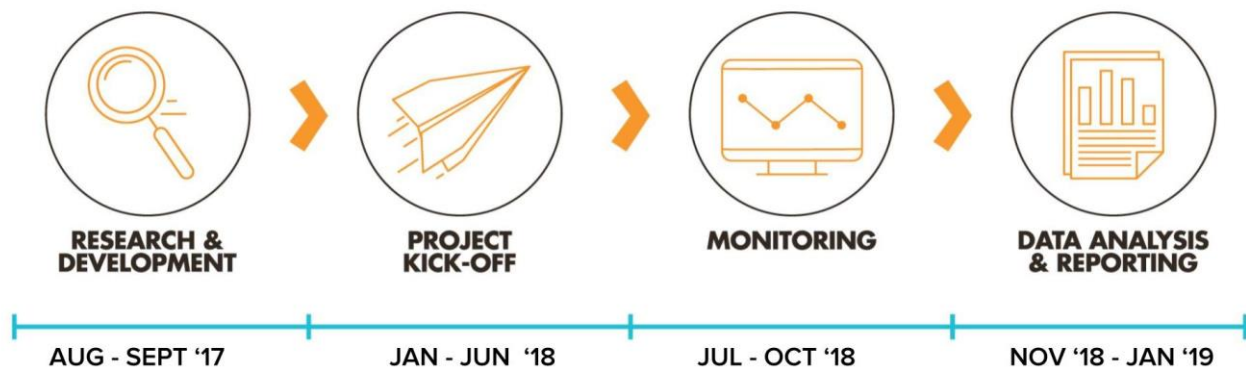 RESEARCH &
DEVELOPMENT
PROJECT
KICK-OFF
MONITORING
DATA ANALYSIS
& REPORTING
AUG - SEPT ‘17
JAN - JUN ‘18
JUL - OCT ‘18
NOV ‘18 - JAN ‘19